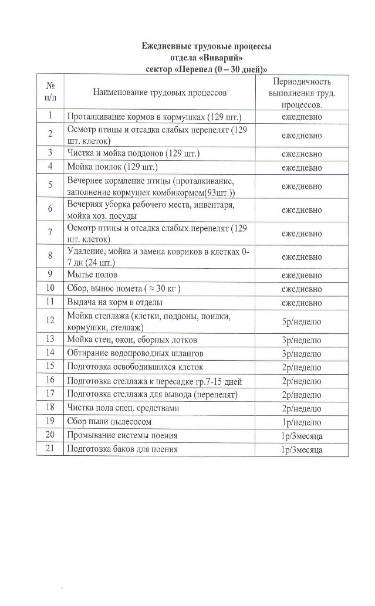 Ежедневные трудовые процессы
отдела «Виварий»
сектор «Перепел (0 – 30 дней)»
№
п/п
Наименование трудовых процессов
Периодичность
выполнения труд.
процессов.
1 Проталкивание кормов в кормушках (129 шт.) ежедневно
2 Осмотр птицы и отсадка слабых перепелят (129
шт. клеток) ежедневно
3 Чистка и мойка поддонов (129 шт.) ежедневно
4 Мойка поилок (129 шт.) ежедневно
5 Вечернее кормление птицы (проталкивание,
заполнение кормушек комбикормом(93шт.)) ежедневно
6 Вечерняя уборка рабочего места, инвентаря,
мойка хоз. посуды ежедневно
7 Осмотр птицы и отсадка слабых перепелят (129
шт. клеток) ежедневно
8 Удаление, мойка и замена ковриков в клетках 0-
7 дн (24 шт.) ежедневно
9 Мытье полов ежедневно
10 Сбор, вынос помета ( ≈ 30 кг ) ежедневно
11 Выдача на корм в отделы ежедневно
12 Мойка стеллажа (клетки, поддоны, поилки,
кормушки, стеллаж) 5р/неделю
13 Мойка стен, окон, сборных лотков 3р/неделю
14 Обтирание водопроводных шлангов 3р/неделю
15 Подготовка освободившихся клеток 2р/неделю
16 Подготовка стеллажа к пересадке гр.7-15 дней 2р/неделю
17 Подготовка стеллажа для вывода (перепелят) 2р/неделю
18 Чистка пола спец. средствами 2р/неделю
19 Сбор пыли пылесосом 1р/неделю
20 Промывание системы поения 1р/3месяца
21 Подготовка баков для поения 1р/3месяца